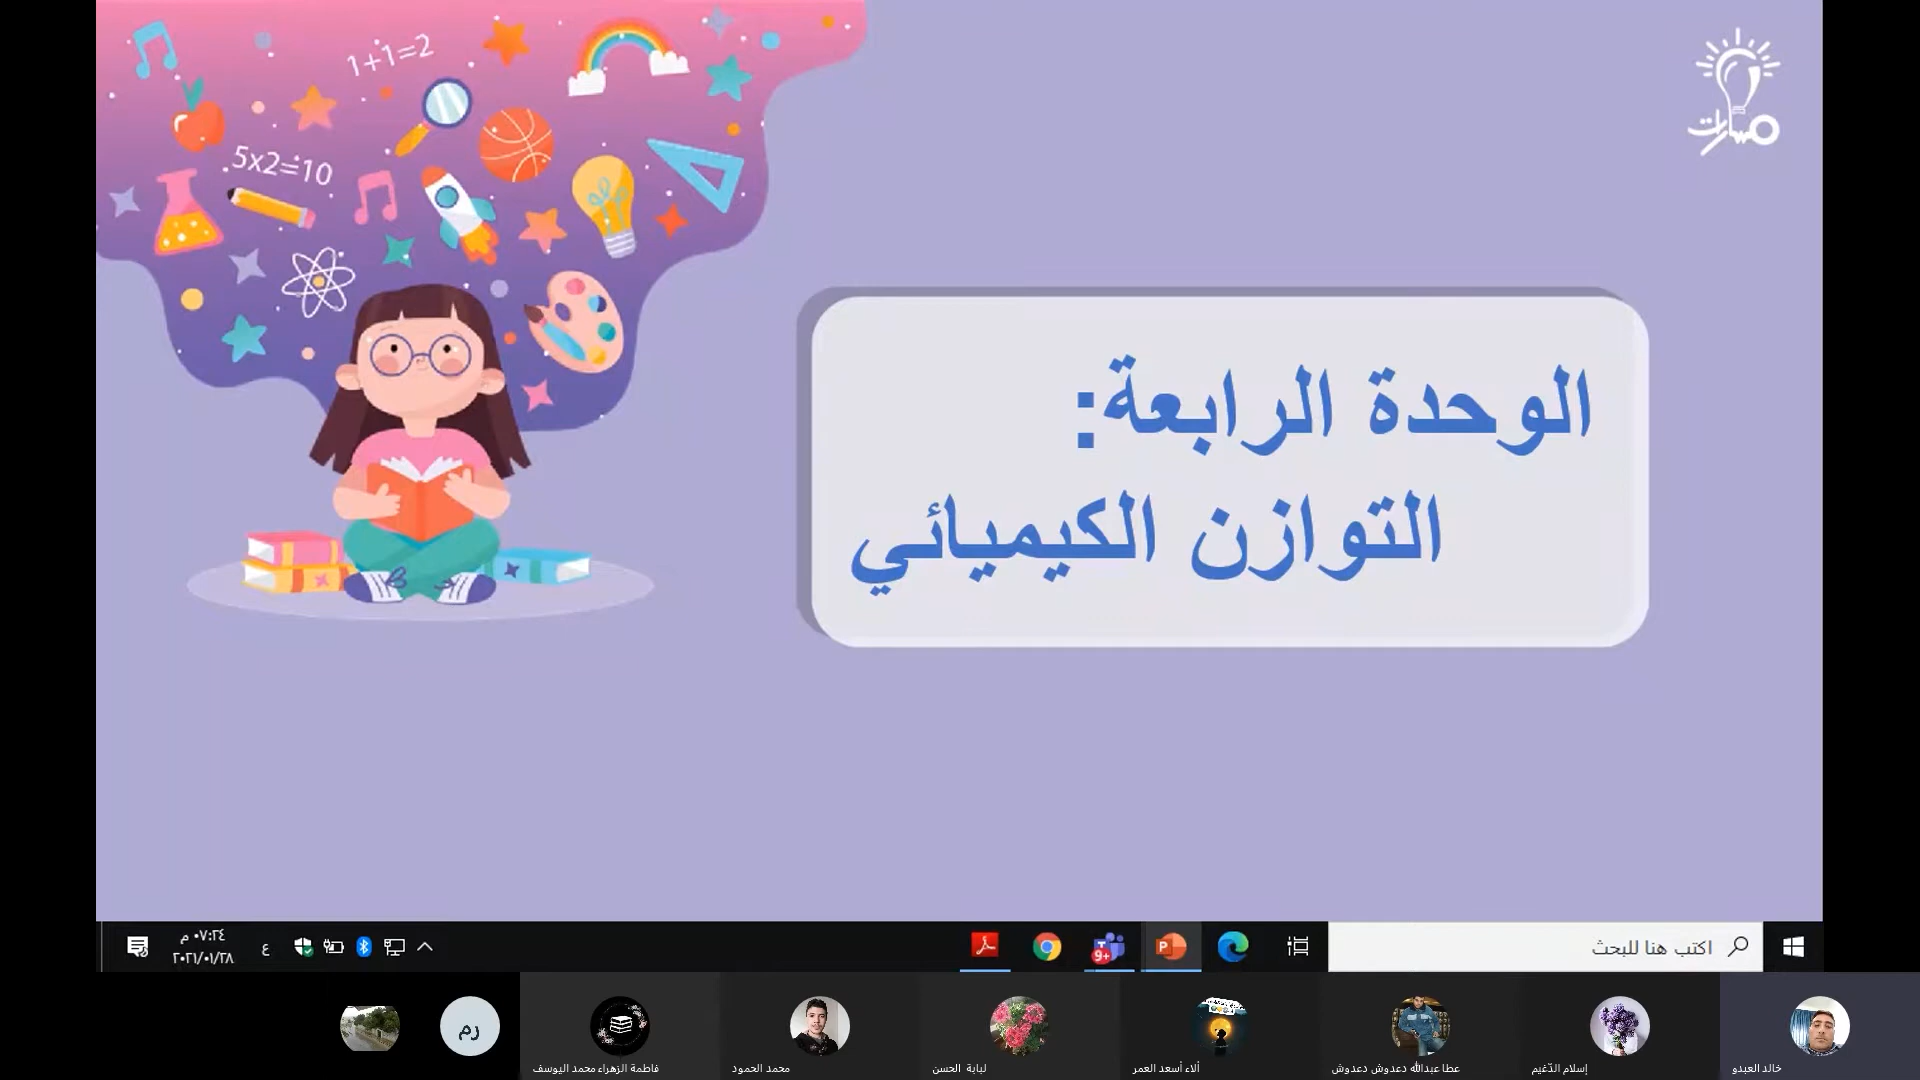 1+1=2
5x2=10
مسارات
الوحدة الرابعة:
التوازن الكيميائي
اكتب هنا للبحث
9+
ع
٠٧:٢٤ م
٢٠٢١/٠١/٢٨
رم
فاطمة الزهراء محمد اليوسف
محمد الحمود
لبابة الحسن
ألاء أسعد العمر
عطا عبدالله دعدوش دعدوش
إسلام الدّغيم
خالد العبدو